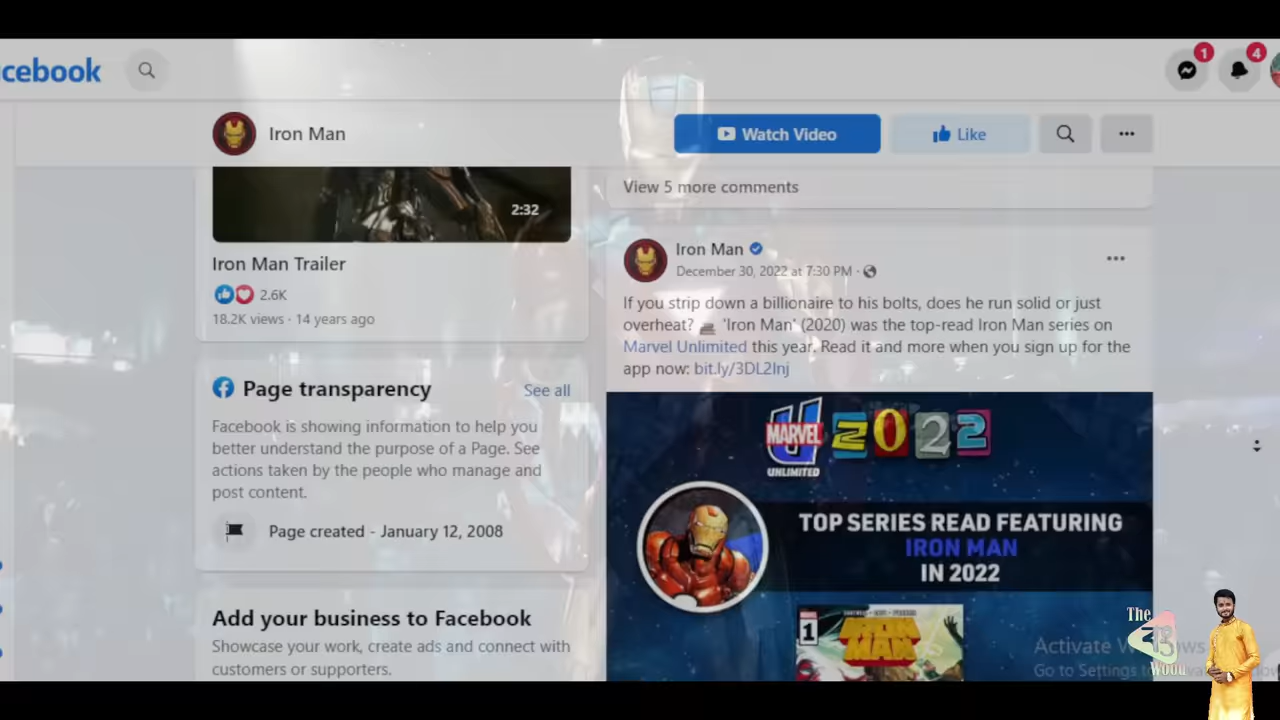 cebook
1
4
Iron Man
Watch Video
Like
2:32
Iron Man Trailer
2.6K
18.2K views · 14 years ago
Page transparency
See all
Facebook is showing information to help you
better understand the purpose of a Page. See
actions taken by the people who manage and
post content.
Page created - January 12, 2008
Add your business to Facebook
Showcase your work, create ads and connect with
customers or supporters.
View 5 more comments
Iron Man
December 30, 2022 at 7:30 PM ·
If you strip down a billionaire to his bolts, does he run solid or just
overheat? 'Iron Man' (2020) was the top-read Iron Man series on
Marvel Unlimited this year. Read it and more when you sign up for the
app now: bit.ly/3DL2Inj
MARVEL
UNLIMITED
2022
TOP SERIES READ FEATURING
IRON MAN
IN 2022
1
IRON
MAN
Activate
Go to Settings
The
Wood